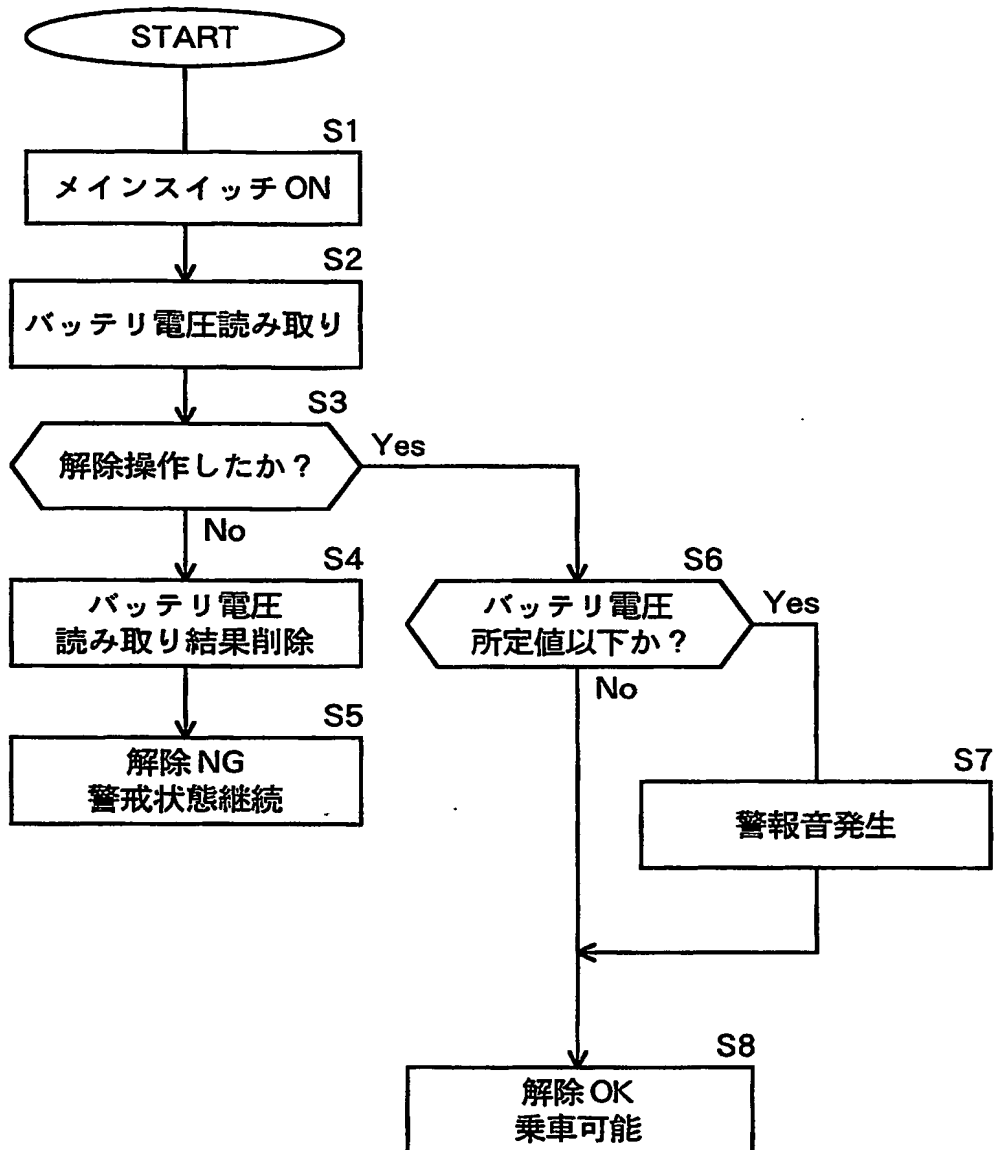 START
S1
メインスイッチON
S2
バッテリ電圧読み取り
S3
解除操作したか？
Yes
No
S4
バッテリ電圧
読み取り結果削除
S5
解除NG
警戒状態継続
S6
バッテリ電圧
所定値以下か？
Yes
No
S7
警報音発生
S8
解除OK
乗車可能